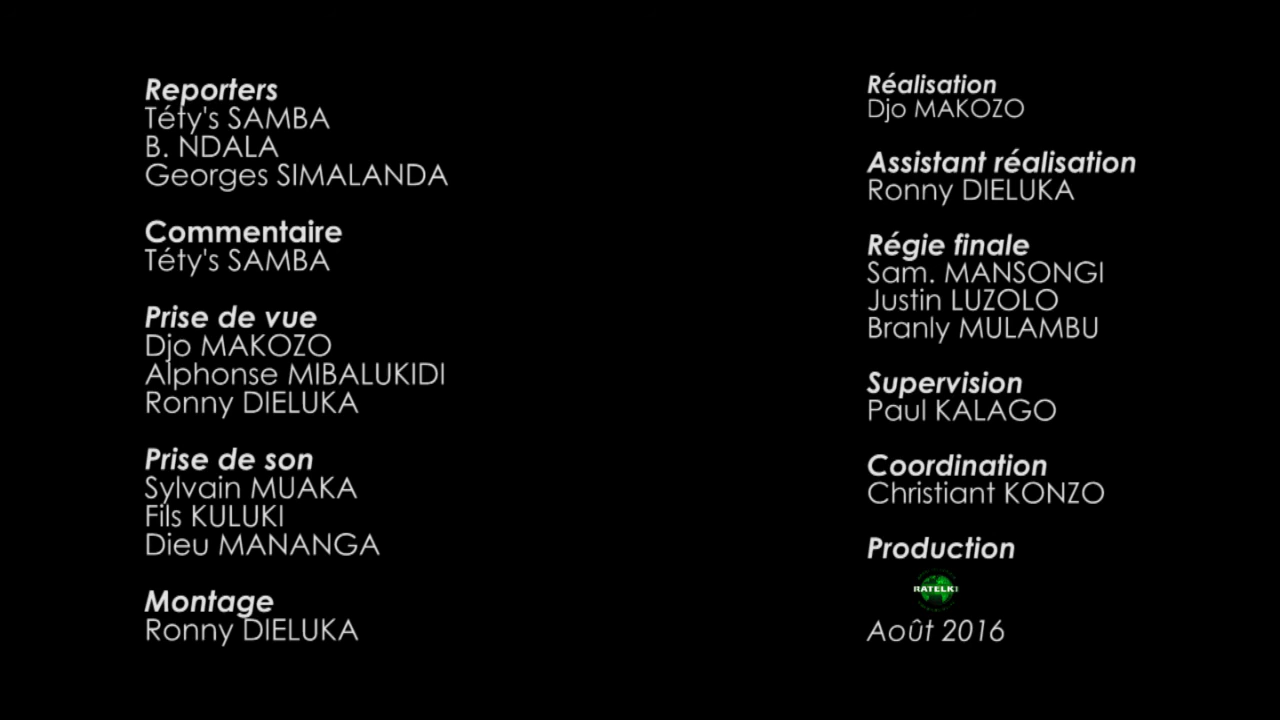 Reporters
Téty's SAMBA
B. NDALA
Georges SIMALANDA
Commentaire
Téty's SAMBA
Prise de vue
Djo MAKOZO
Alphonse MIBALUKIDI
Ronny DIELUKA
Prise de son
Sylvain MUAKA
Fils KULUKI
Dieu MANANGA
Montage
Ronny DIELUKA
Réalisation
Djo MAKOZO
Assistant réalisation
Ronny DIELUKA
Régie finale
Sam. MANSONGI
Justin LUZOLO
Branly MULAMBU
Supervision
Paul KALAGO
Coordination
Christiant KONZO
Production
RATELKI
Août 2016